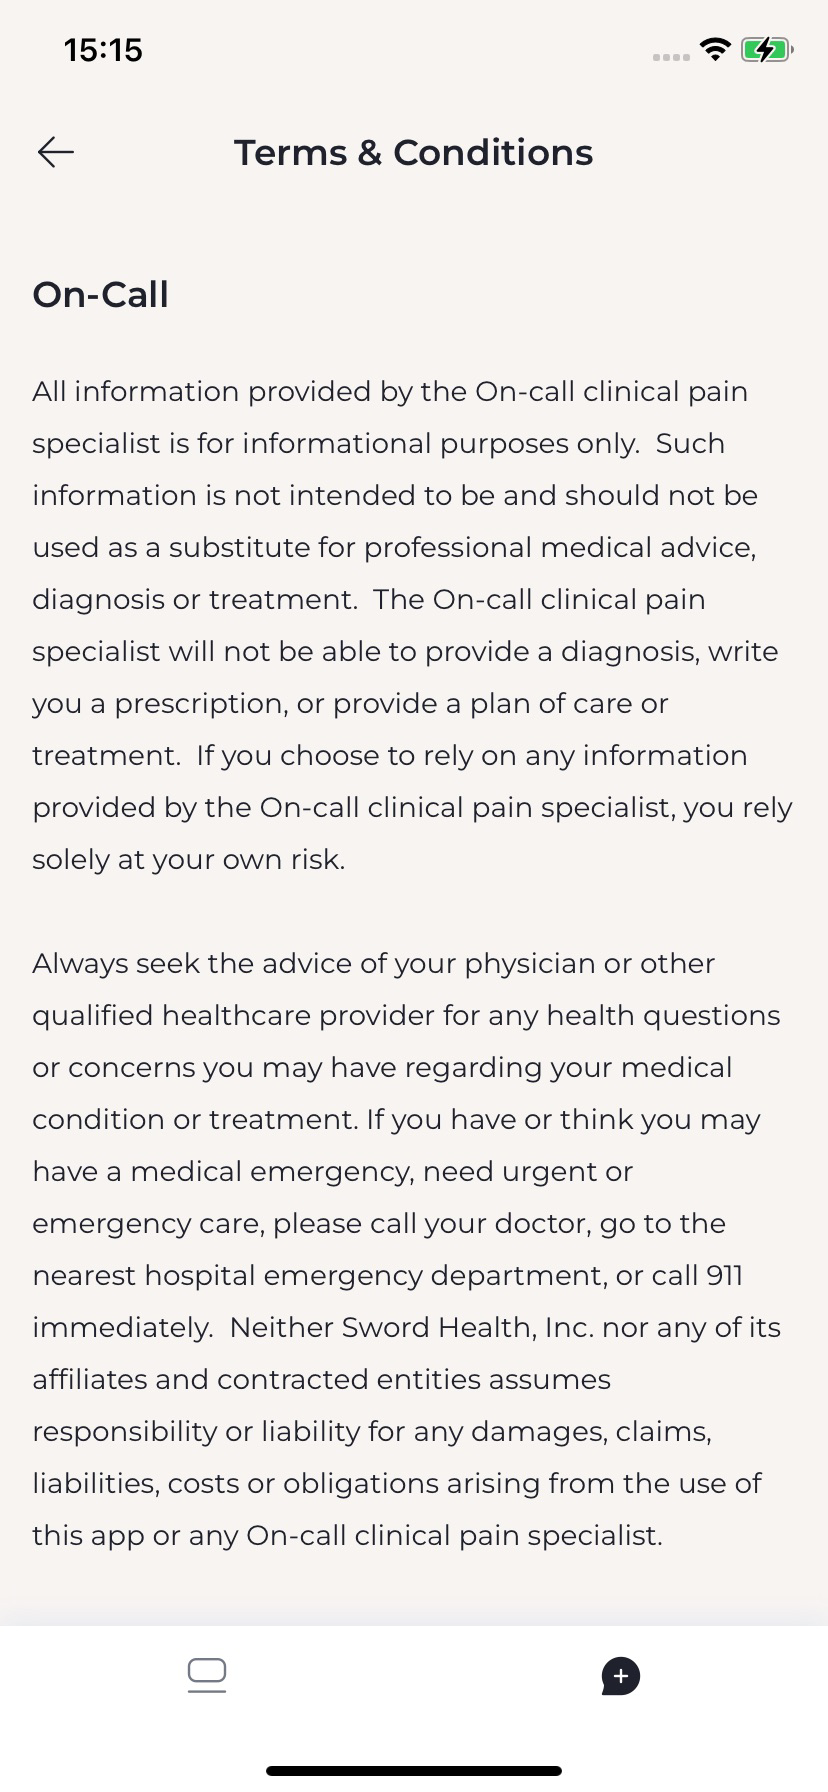 15:15
Terms & Conditions
On-Call
All information provided by the On-call clinical pain
specialist is for informational purposes only.  Such
information is not intended to be and should not be
used as a substitute for professional medical advice,
diagnosis or treatment.  The On-call clinical pain
specialist will not be able to provide a diagnosis, write
you a prescription, or provide a plan of care or
treatment.  If you choose to rely on any information
provided by the On-call clinical pain specialist, you rely
solely at your own risk.
Always seek the advice of your physician or other
qualified healthcare provider for any health questions
or concerns you may have regarding your medical
condition or treatment. If you have or think you may
have a medical emergency, need urgent or
emergency care, please call your doctor, go to the
nearest hospital emergency department, or call 911
immediately.  Neither Sword Health, Inc. nor any of its
affiliates and contracted entities assumes
responsibility or liability for any damages, claims,
liabilities, costs or obligations arising from the use of
this app or any On-call clinical pain specialist.